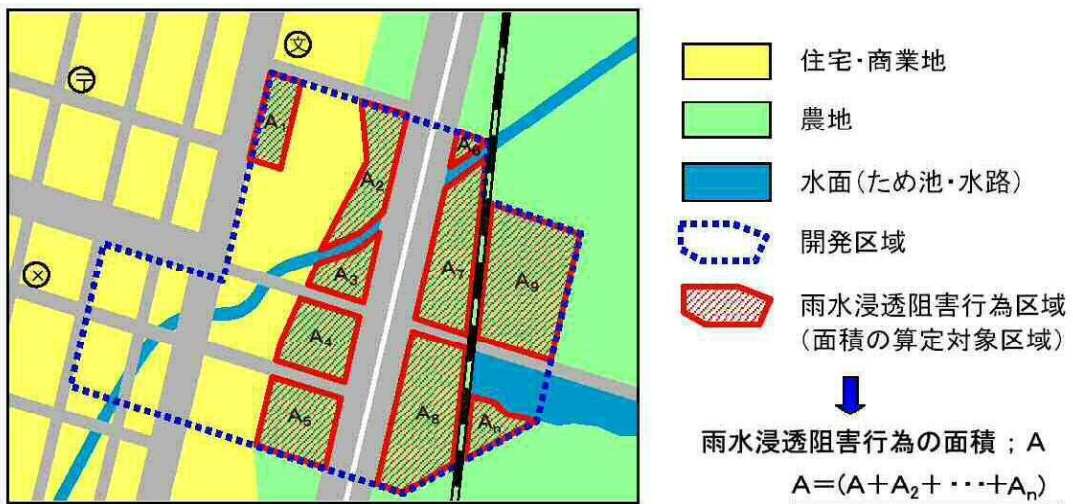 文
〒
A₁
A₂
A₆
A₃
A₇
A₉
×
A₄
A₅
A₈
Aₙ
住宅・商業地
農地
水面(ため池・水路)
開発区域
雨水浸透阻害行為区域
(面積の算定対象区域)
雨水浸透阻害行為の面積 ; A
A=(A+A₂+ ･･･+Aₙ)